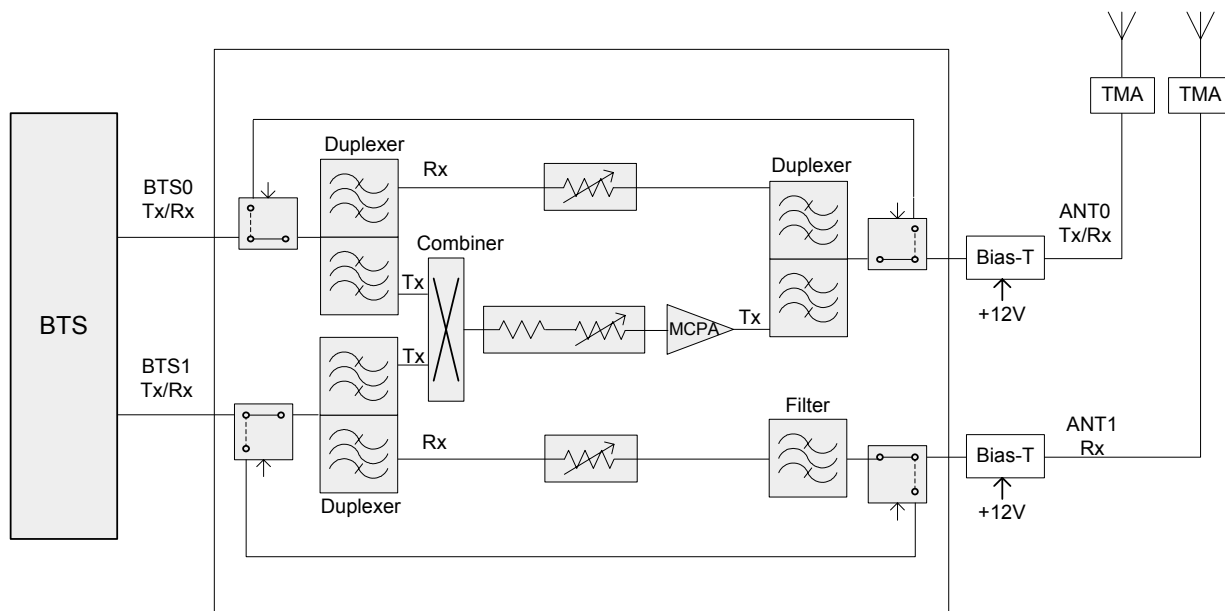 TMA
TMA
Duplexer
Rx
Duplexer
BTS0
Tx/Rx
ANT0
Tx/Rx
Combiner
Bias-T
Tx
+12V
BTS
MCPA
Tx
Tx
BTS1
Tx/Rx
Filter
ANT1
Rx
Rx
Bias-T
Duplexer
+12V